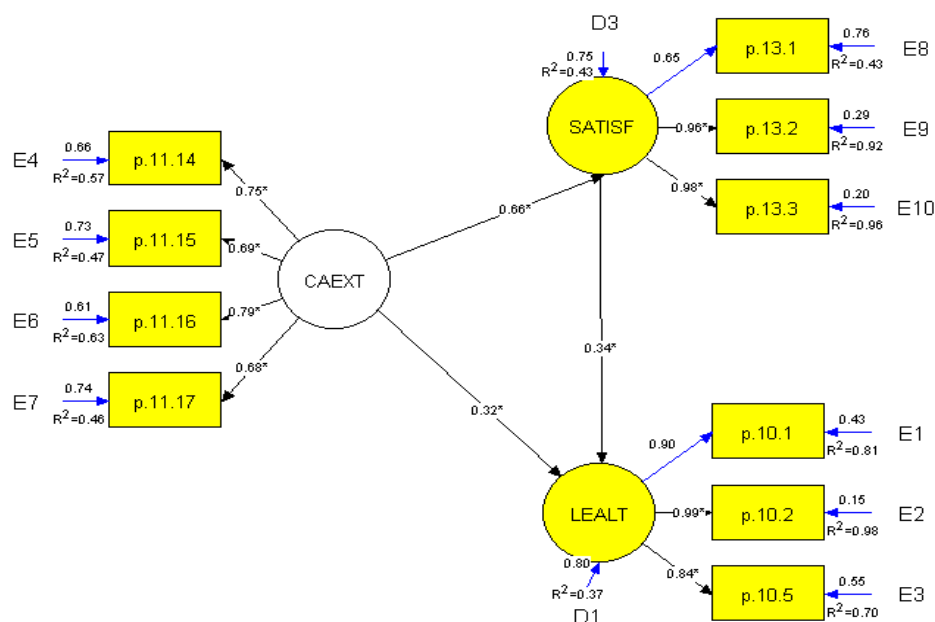 D3
0.75
R²=0.43
SATISF
0.65
p.13.1
0.76
R²=0.43
E8
0.96*
p.13.2
0.29
R²=0.92
E9
0.98*
p.13.3
0.20
R²=0.96
E10
E4
0.66
R²=0.57
p.11.14
0.75*
E5
0.73
R²=0.47
p.11.15
0.69*
E6
0.61
R²=0.63
p.11.16
0.79*
E7
0.74
R²=0.46
p.11.17
0.68*
CAEXT
0.66*
0.34*
0.32*
LEALT
0.80
R²=0.37
D1
0.90
p.10.1
0.43
R²=0.81
E1
0.99*
p.10.2
0.15
R²=0.98
E2
0.84*
p.10.5
0.55
R²=0.70
E3